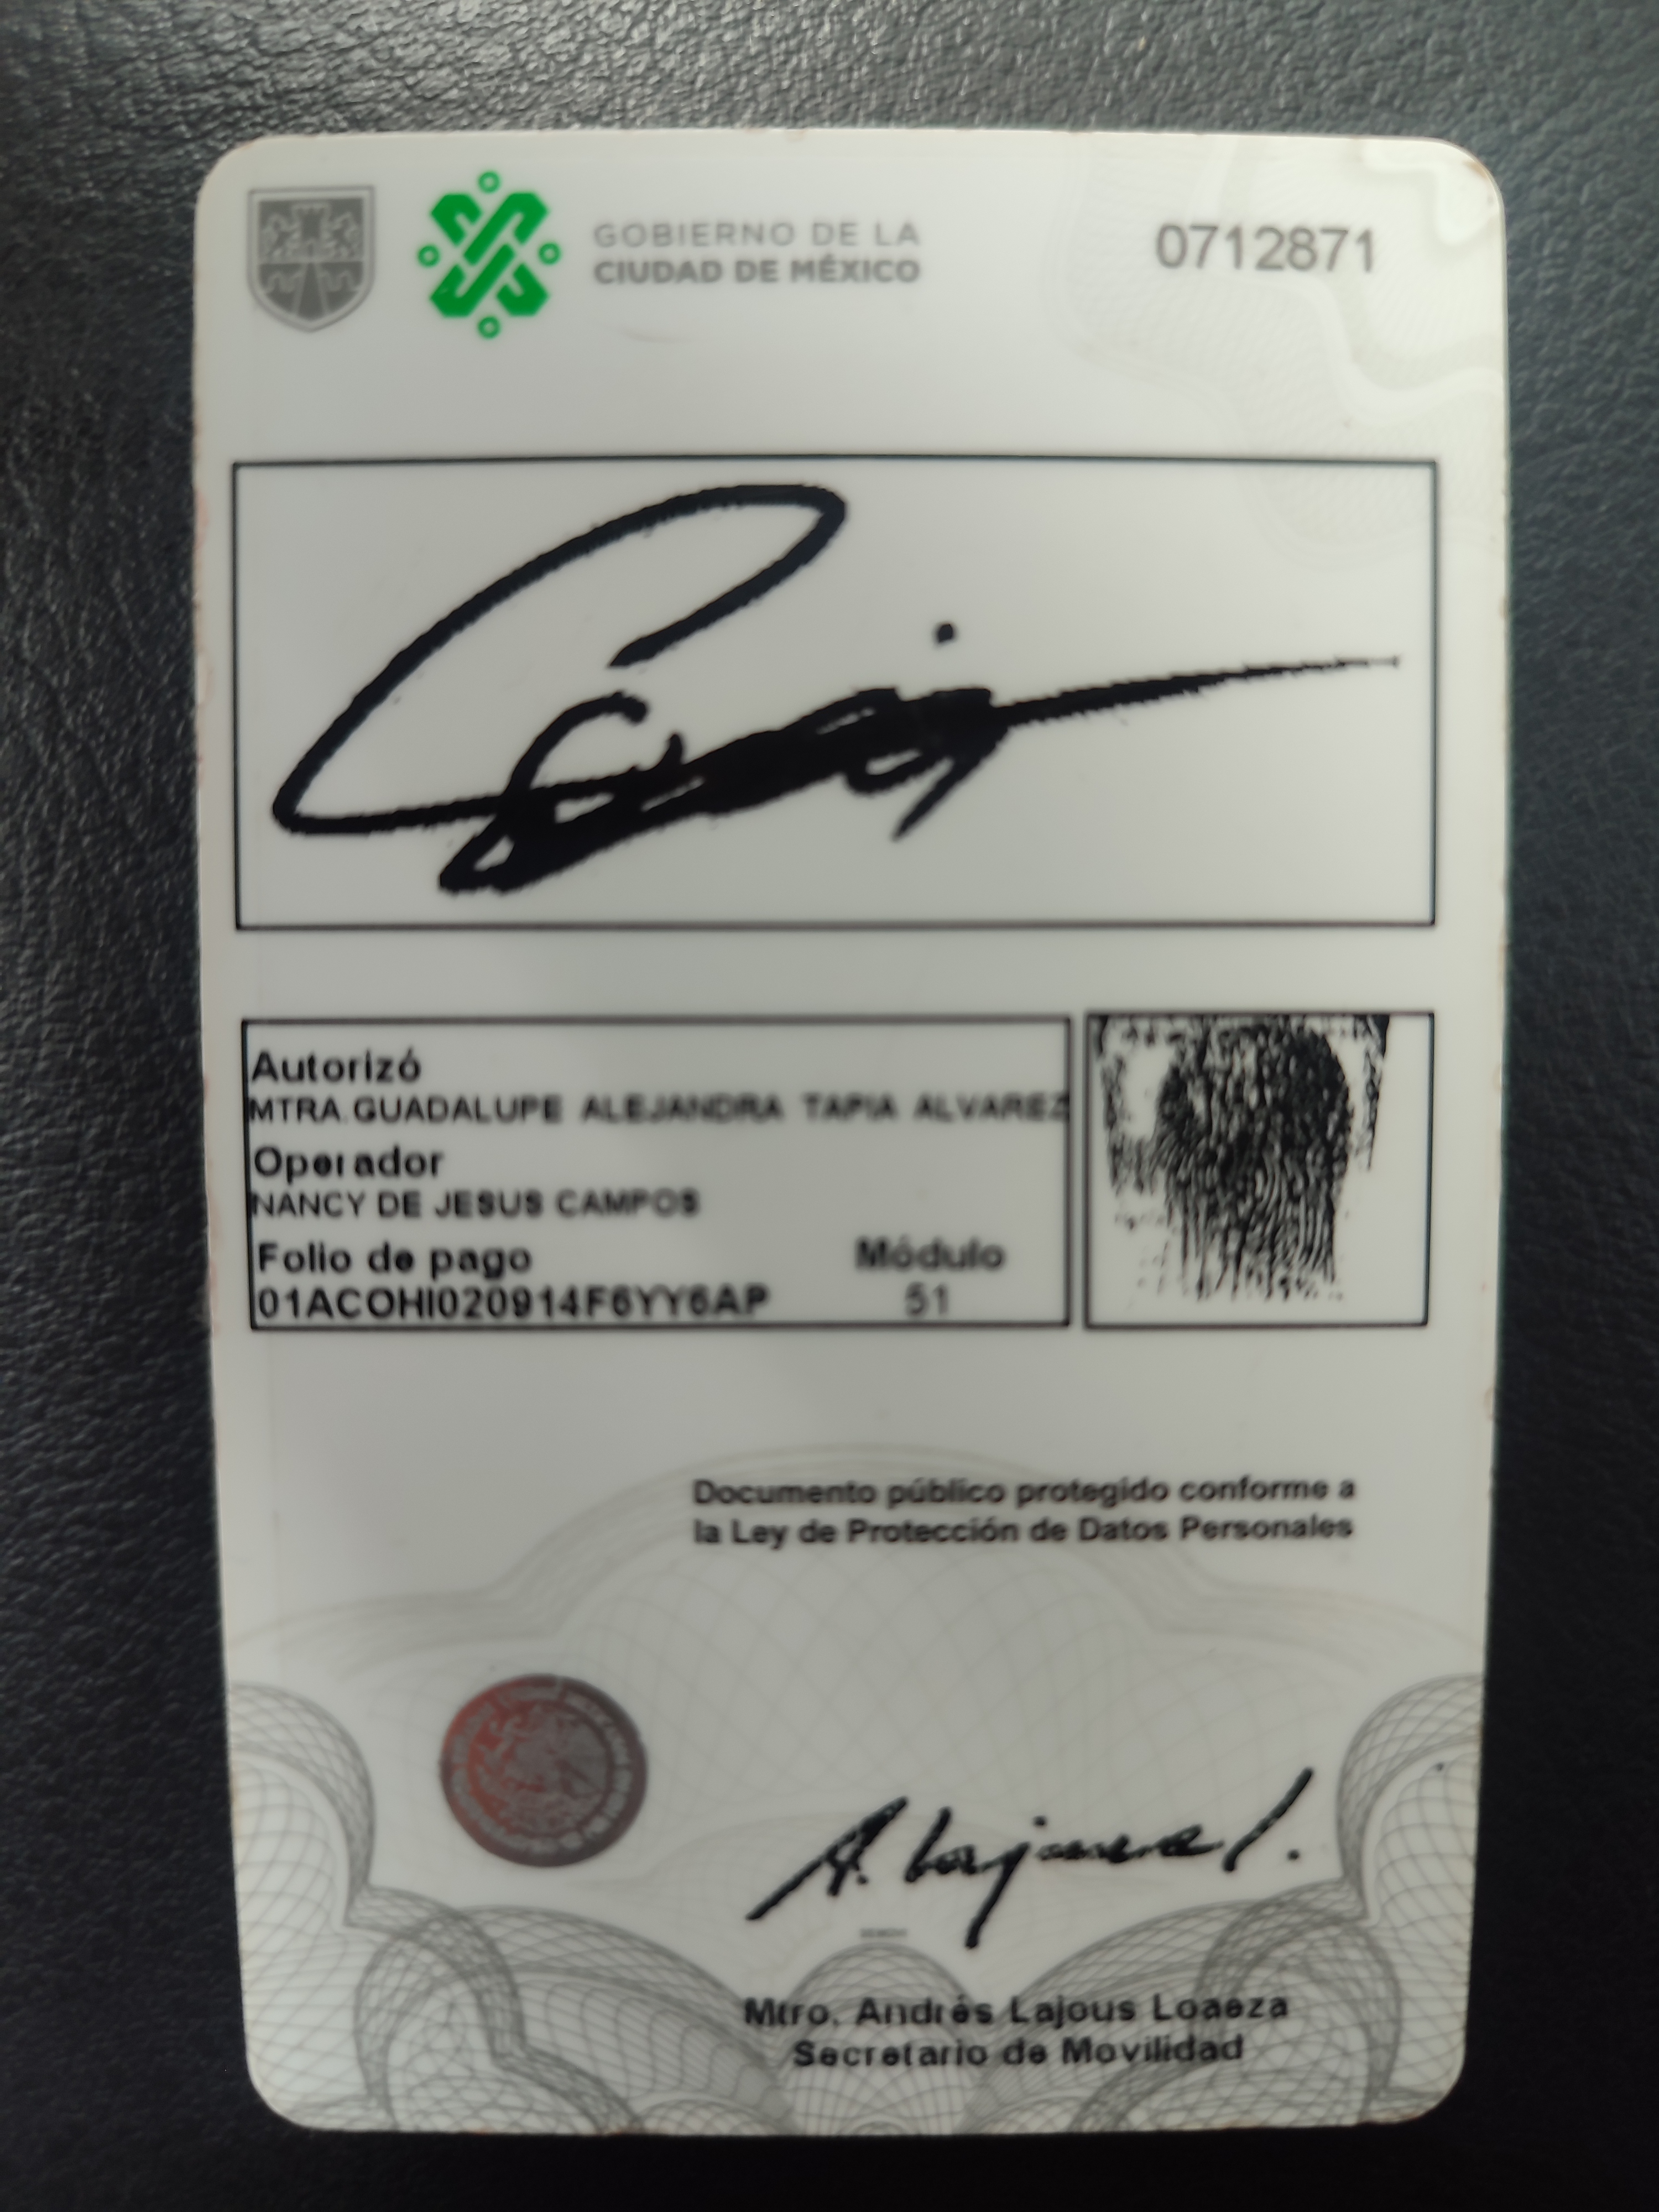 GOBIERNO DE LA
CIUDAD DE MÉXICO
0712871
Autorizó
MTRA.GUADALUPE ALEJANDRA TAPIA ALVAREZ
Operador
NANCY DE JESUS CAMPOS
Folio de pago Módulo
01ACOHI020914F6YY6AP 51
Documento público protegido conforme a
la Ley de Protección de Datos Personales
A. Lajous L.
Mtro. Andrés Lajous Loaeza
Secretario de Movilidad